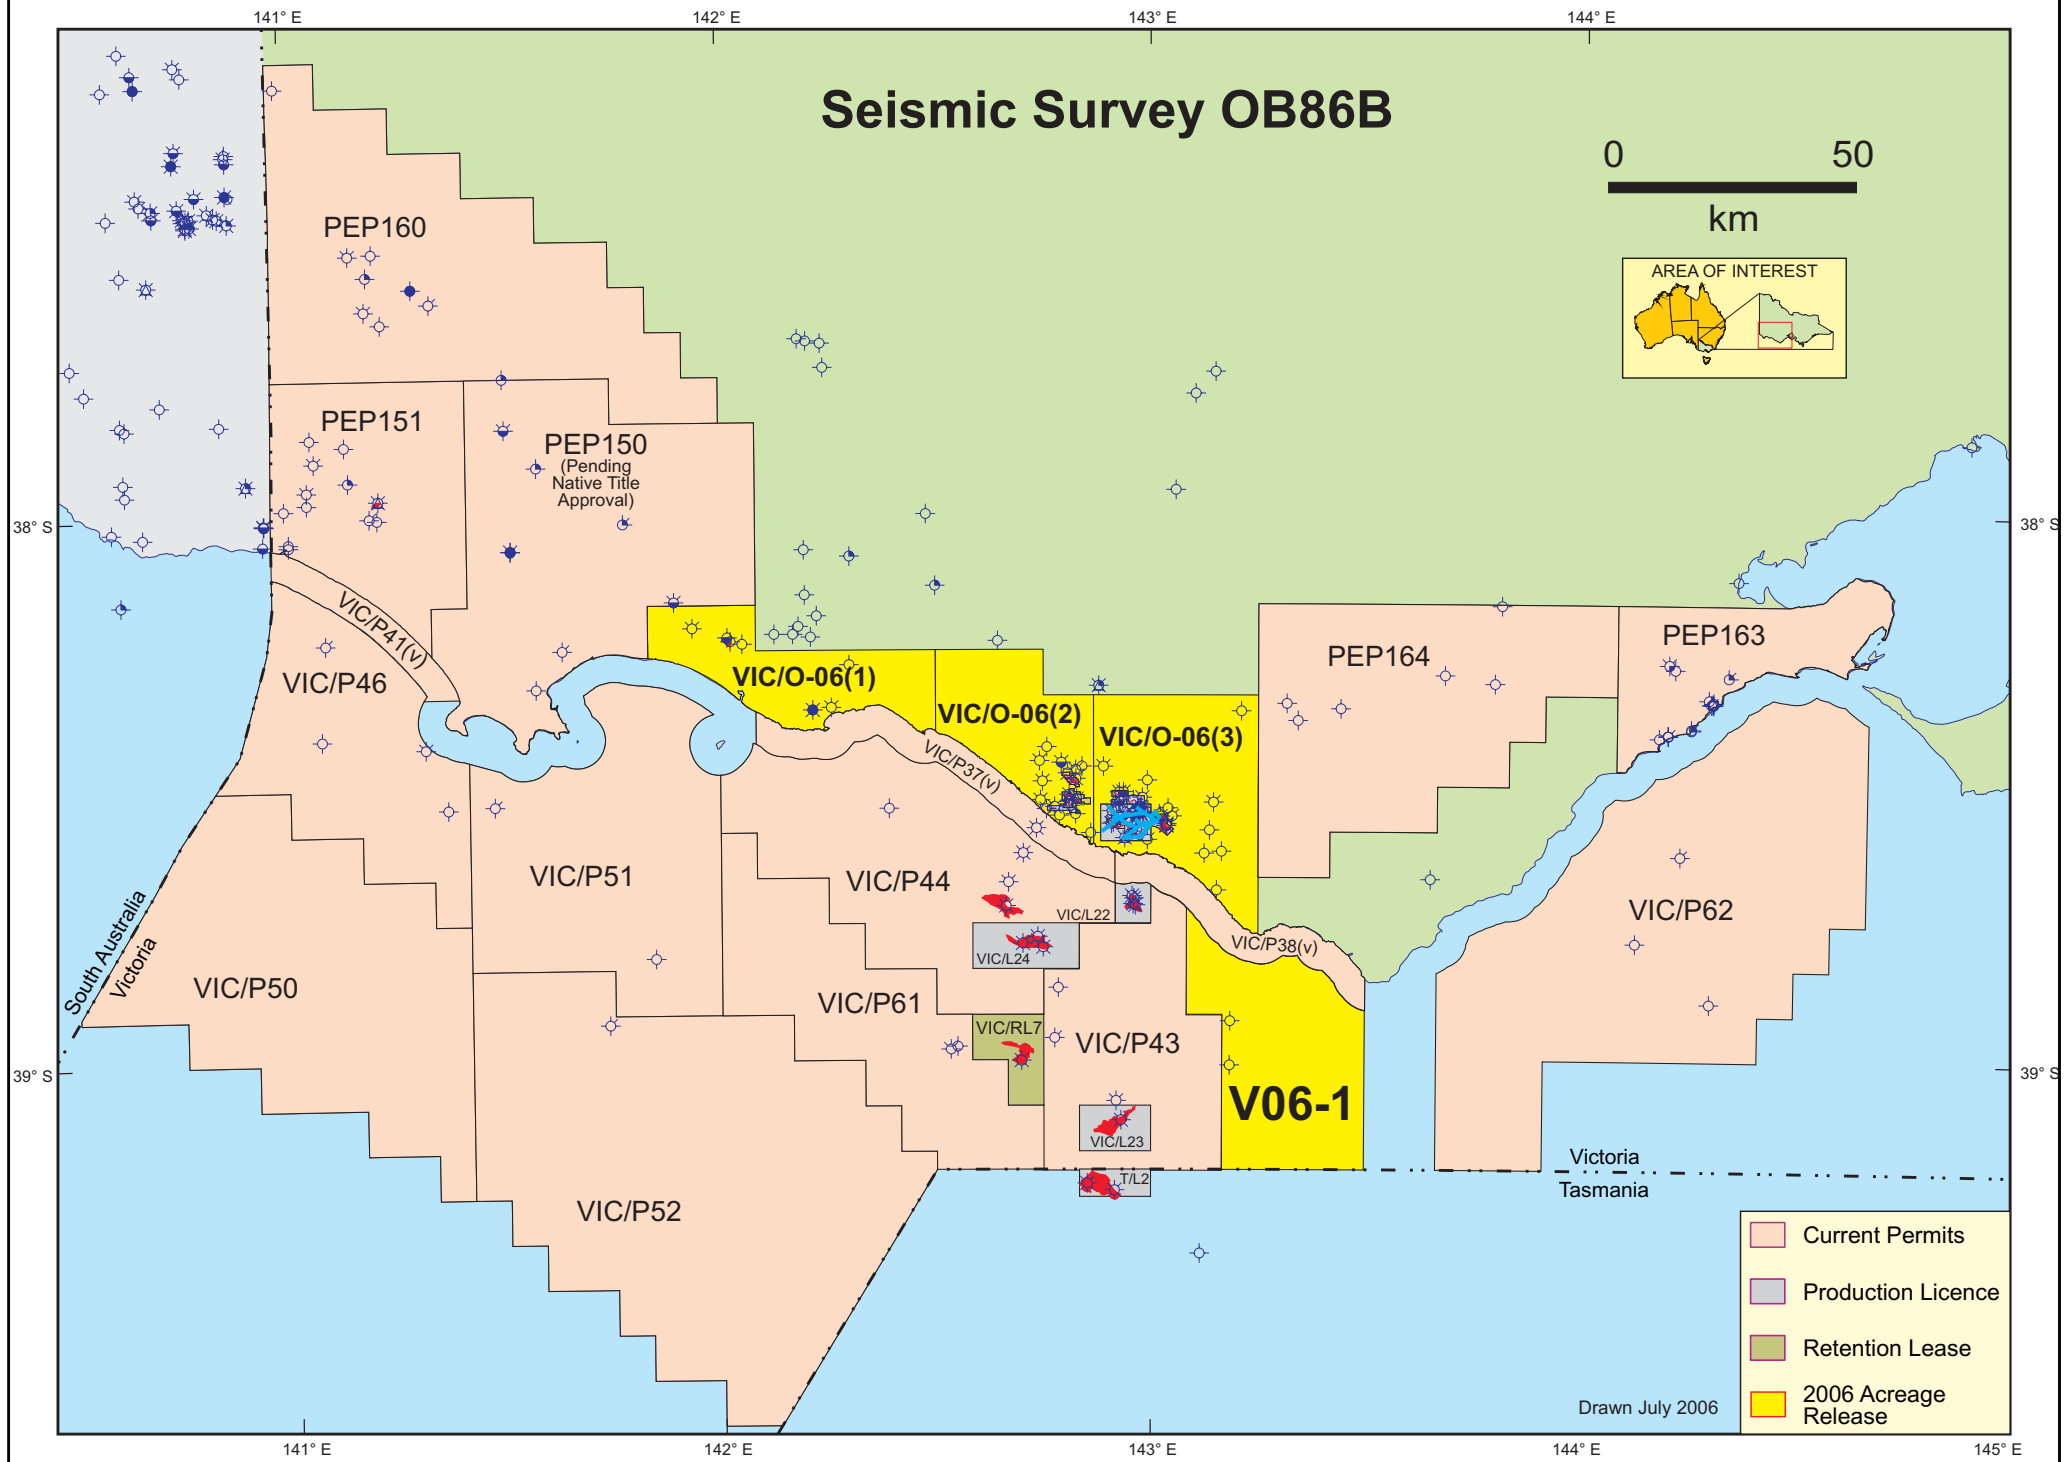 141° E
142° E
143° E
144° E
Seismic Survey OB86B
0
50
km
AREA OF INTEREST
PEP160
PEP151
PEP150
(Pending
Native Title
Approval)
38° S
38° S
VIC/P41(v)
VIC/P46
VIC/O-06(1)
VIC/O-06(2)
VIC/O-06(3)
PEP164
PEP163
VIC/P37(v)
VIC/P51
VIC/P44
VIC/L22
VIC/P62
VIC/P38(v)
VIC/L24
South Australia
Victoria
VIC/P50
VIC/P61
VIC/RL7
VIC/P43
39° S
39° S
V06-1
VIC/L23
T/L2
Victoria
Tasmania
VIC/P52
Current Permits
Production Licence
Retention Lease
2006 Acreage
Release
Drawn July 2006
141° E
142° E
143° E
144° E
145° E